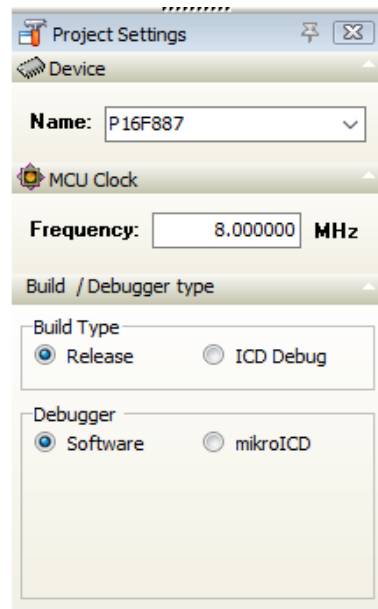 Project Settings
Device
Name: P16F887
MCU Clock
Frequency: 8.000000 MHz
Build / Debugger type
Build Type
Release ICD Debug
Debugger
Software mikroICD